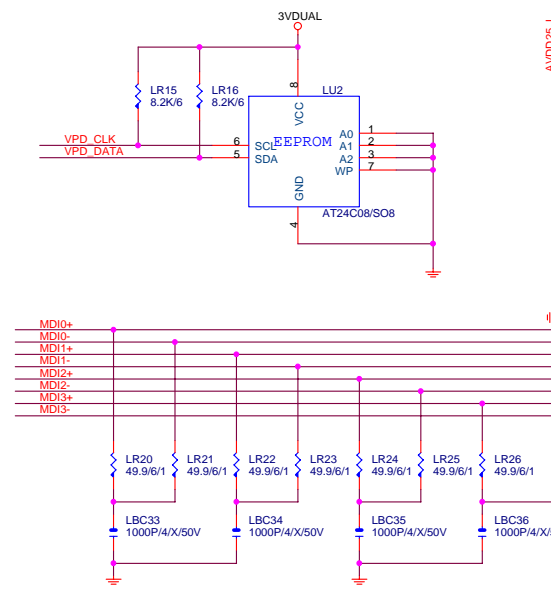 3VDUAL
AVDD25_L
LR15
8.2K/6
LR16
8.2K/6
8
LU2
VCC
VPD_CLK
VPD_DATA
6
5
SCL
SDA
EEPROM
A0
A1
A2
WP
1
2
3
7
GND
4
AT24C08/SO8
MDI0+
MDI0-
MDI1+
MDI1-
MDI2+
MDI2-
MDI3+
MDI3-
LR20
49.9/6/1
LR21
49.9/6/1
LR22
49.9/6/1
LR23
49.9/6/1
LR24
49.9/6/1
LR25
49.9/6/1
LR26
49.9/6/1
LBC33
1000P/4/X/50V
LBC34
1000P/4/X/50V
LBC35
1000P/4/X/50V
LBC36
1000P/4/X/